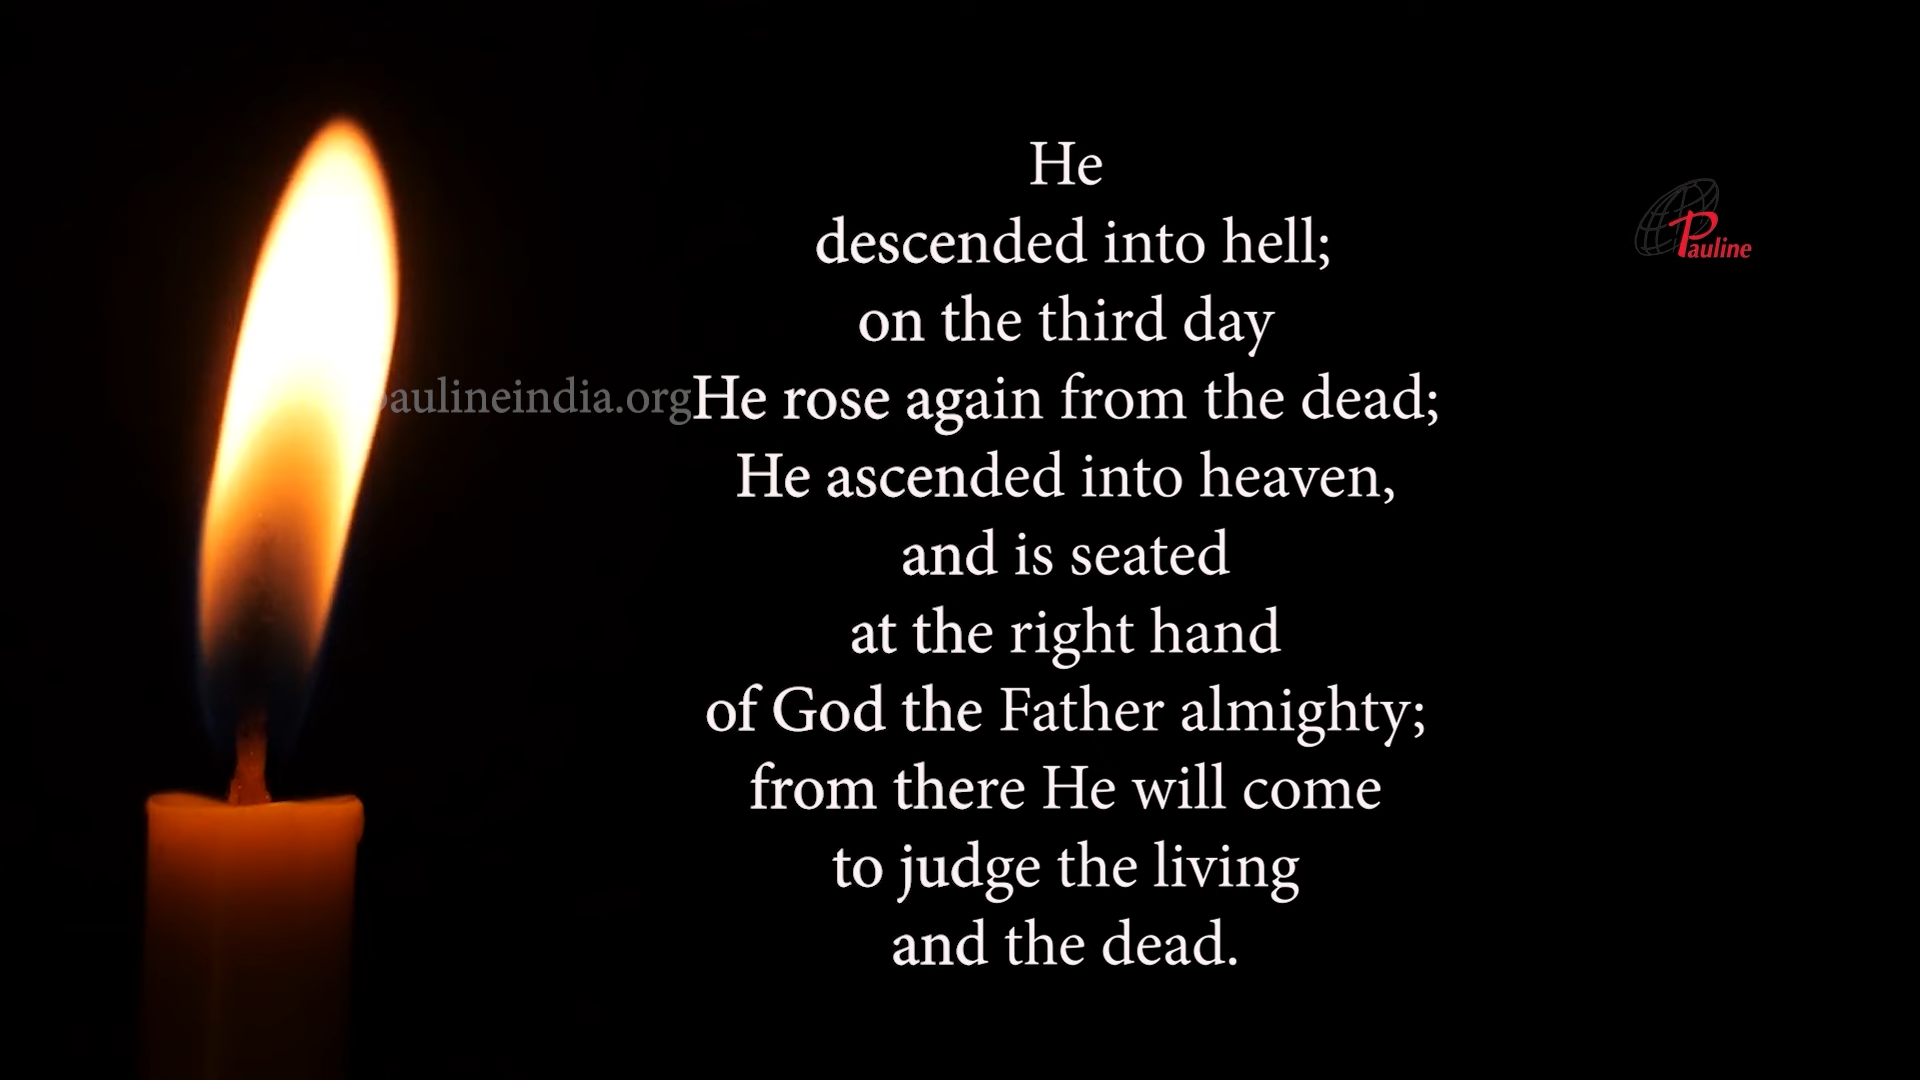 He
descended into hell;
on the third day
paulineindia.org
He rose again from the dead;
He ascended into heaven,
and is seated
at the right hand
of God the Father almighty;
from there He will come
to judge the living
and the dead.
Pauline